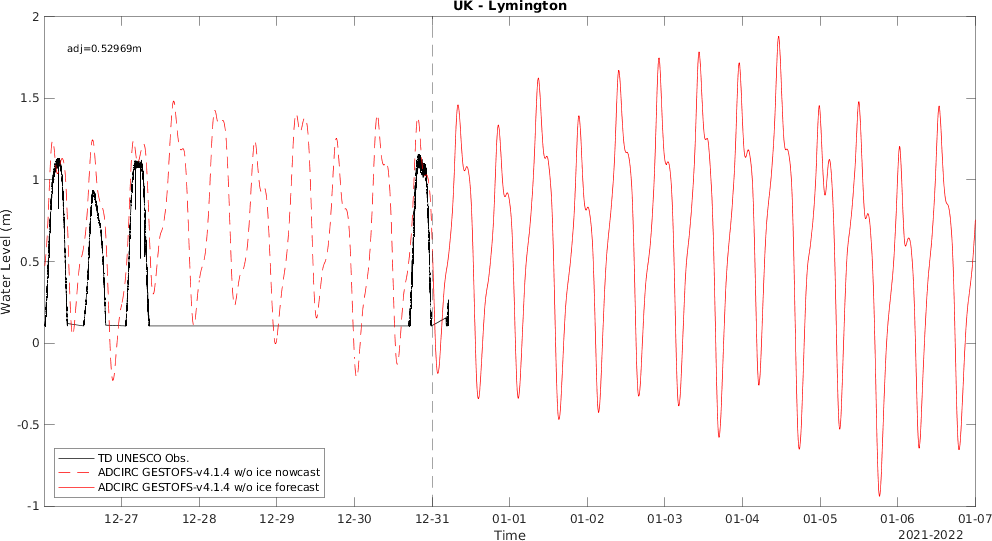 UK - Lymington
adj=0.52969m
2
1.5
1
0.5
0
-0.5
-1
Water Level (m)
TD UNESCO Obs.
ADCIRC GESTOFS-v4.1.4 w/o ice nowcast
ADCIRC GESTOFS-v4.1.4 w/o ice forecast
12-27 12-28 12-29 12-30 12-31 01-01 01-02 01-03 01-04 01-05 01-06 01-07
Time
2021-2022